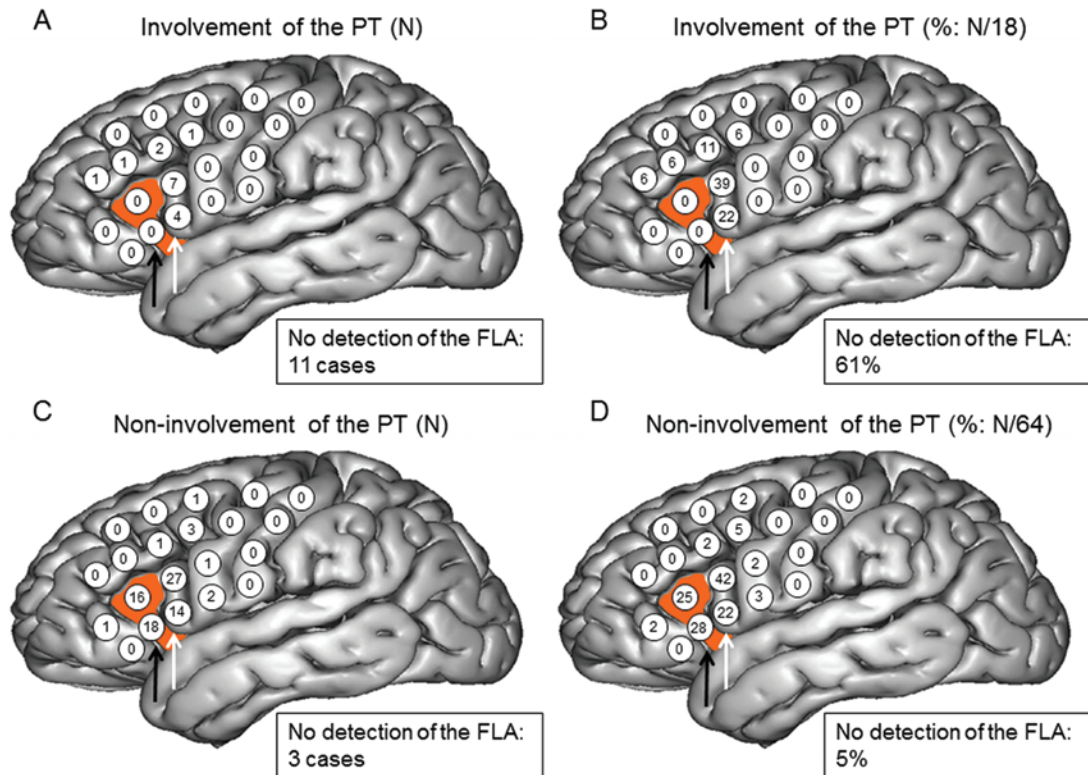 A
Involvement of the PT (N)
0 0 0 0
0 1 0 0
1 2 0 0
1 7 0
0 4 0
0 0
0
No detection of the FLA:
11 cases
B
Involvement of the PT (%: N/18)
0 0 0 0
0 6 0 0
6 11 0 0
6 39 0
0 22 0
0 0
0
No detection of the FLA:
61%
C
Non-involvement of the PT (N)
0 1 0 0
0 3 0 0
0 1 1 0
0 27 0
16 14 2
1 18
0
No detection of the FLA:
3 cases
D
Non-involvement of the PT (%: N/64)
0 2 0 0
0 5 0 0
0 2 2 0
0 42 0
25 22 3
2 28
0
No detection of the FLA:
5%